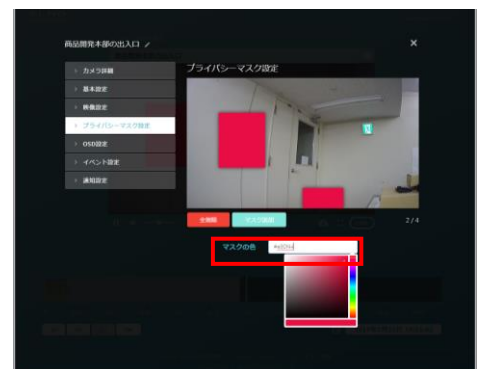 商品開発本部の出入口
プライバシーマスク設定
カメラ詳細
基本設定
映像設定
プライバシーマスク設定
OSD設定
イベント設定
通知設定
全削除
マスク追加
2/4
マスクの色